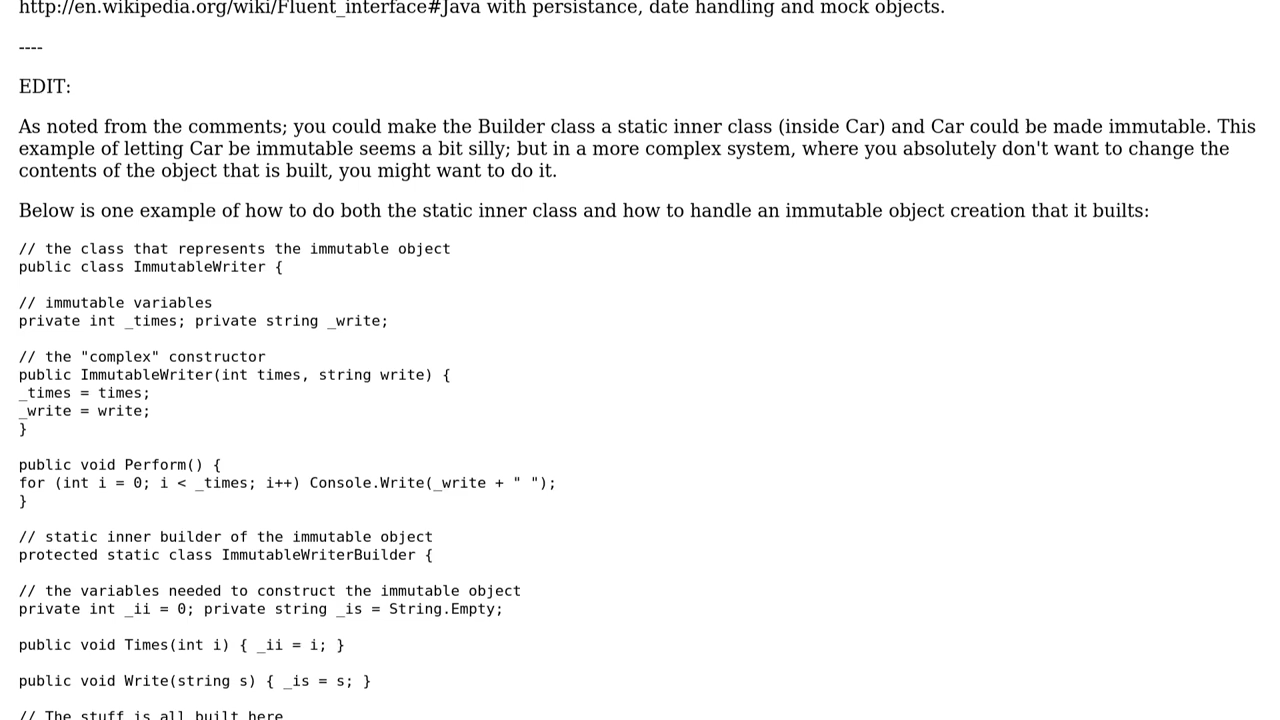 http://en.wikipedia.org/wiki/Fluent_interface#Java with persistance, date handling and mock objects.
----
EDIT:
As noted from the comments; you could make the Builder class a static inner class (inside Car) and Car could be made immutable. This
example of letting Car be immutable seems a bit silly; but in a more complex system, where you absolutely don't want to change the
contents of the object that is built, you might want to do it.
Below is one example of how to do both the static inner class and how to handle an immutable object creation that it builts:
// the class that represents the immutable object
public class ImmutableWriter {
// immutable variables
private int _times; private string _write;
// the "complex" constructor
public ImmutableWriter(int times, string write) {
_times = times;
_write = write;
}
public void Perform() {
for (int i = 0; i < _times; i++) Console.Write(_write + " ");
}
// static inner builder of the immutable object
protected static class ImmutableWriterBuilder {
// the variables needed to construct the immutable object
private int _ii = 0; private string _is = String.Empty;
public void Times(int i) { _ii = i; }
public void Write(string s) { _is = s; }
// The stuff is all built here